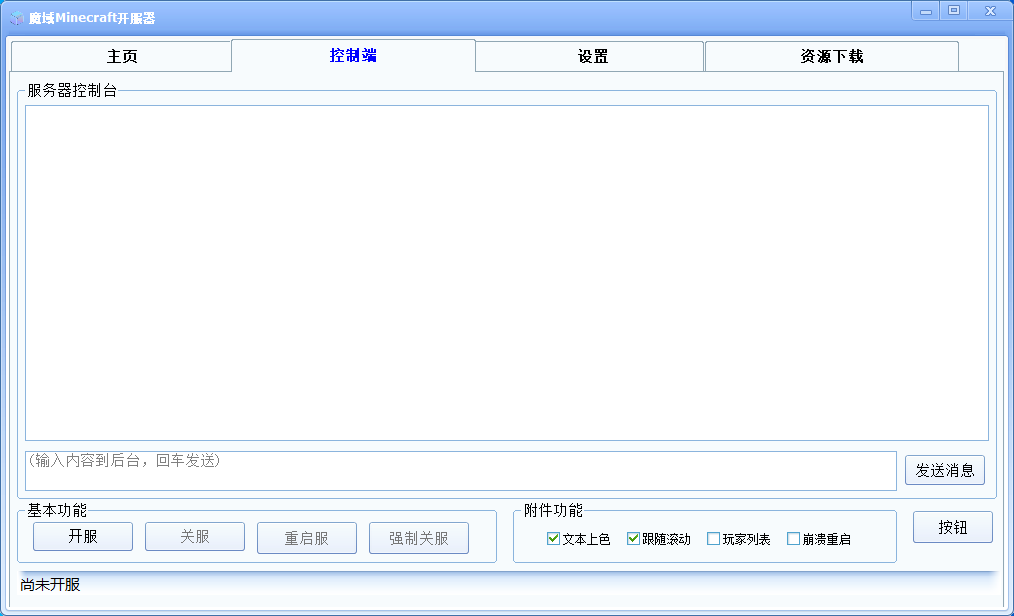 魔域Minecraft开服器
主页 控制端 设置 资源下载
服务器控制台
(输入内容到后台，回车发送)
发送消息
基本功能
开服 关服 重启服 强制关服
附件功能
文本上色 跟随滚动 玩家列表 崩溃重启
按钮
尚未开服